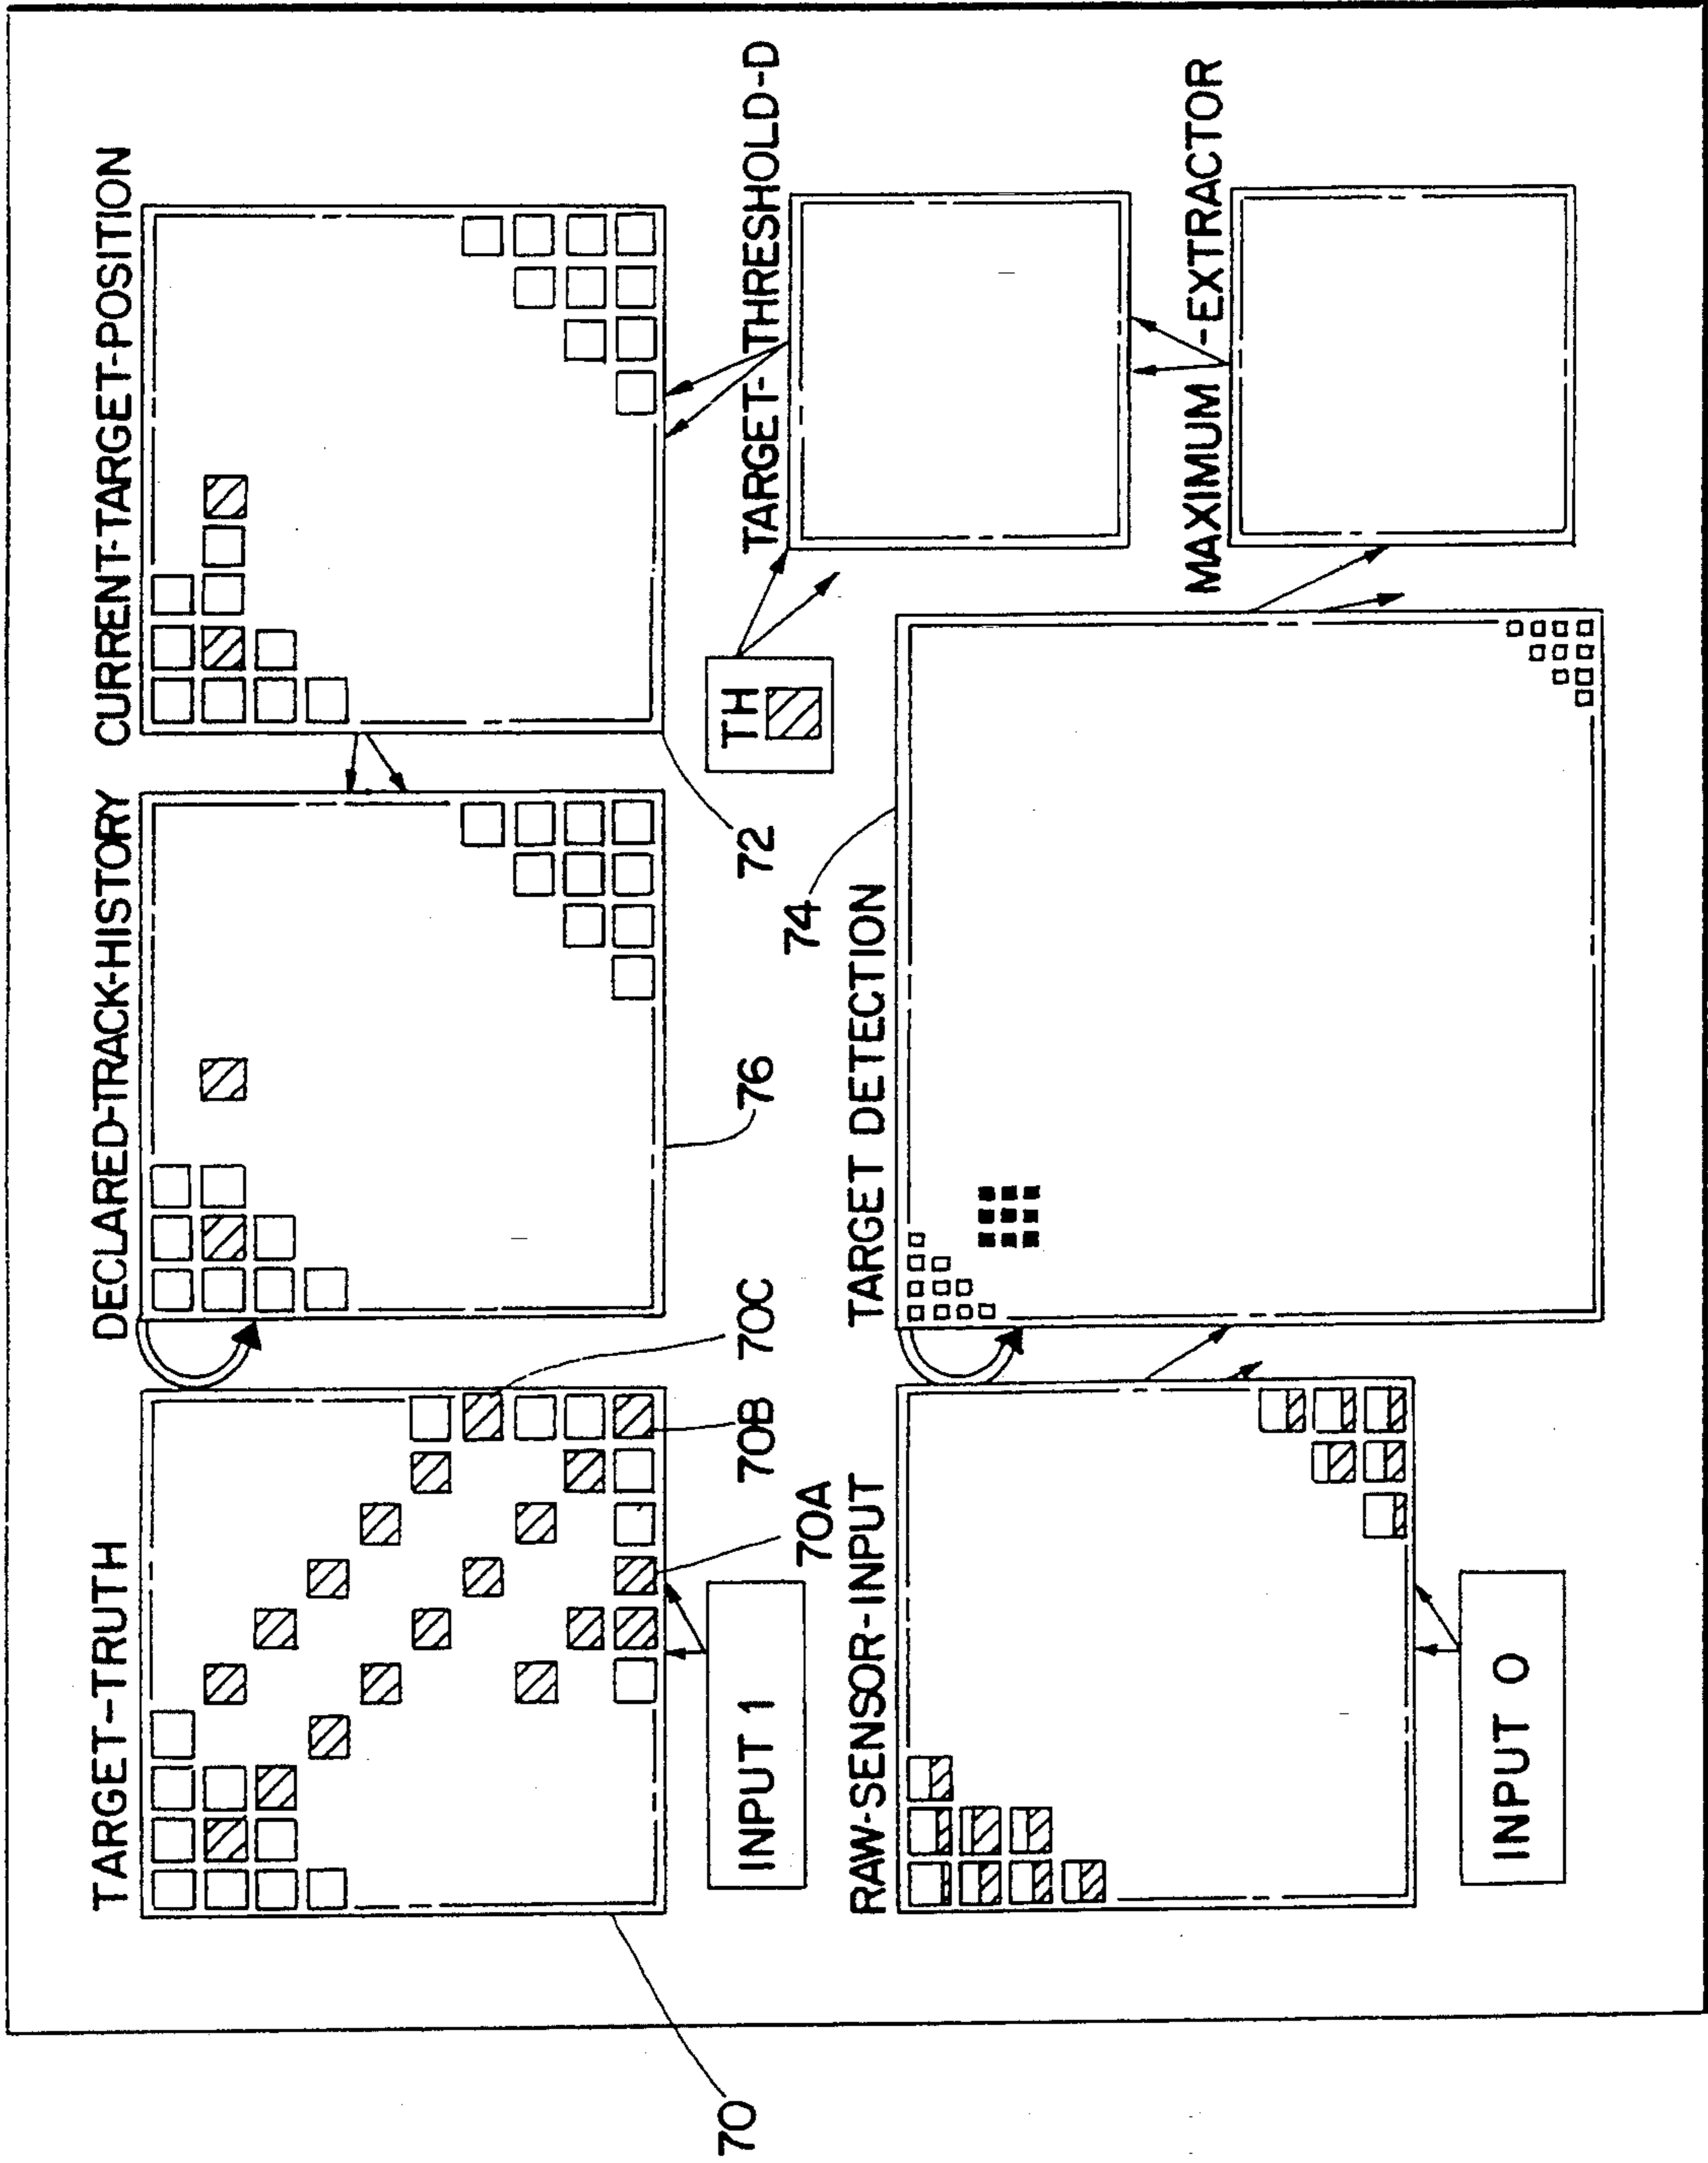 TARGET-TRUTH
DECLARED-TRACK-HISTORY
CURRENT-TARGET-POSITION
70
INPUT 1
70A
70B
70C
76
72
TH
TARGET-THRESHOLD-D
RAW-SENSOR-INPUT
TARGET DETECTION
74
MAXIMUM-EXTRACTOR
INPUT 0